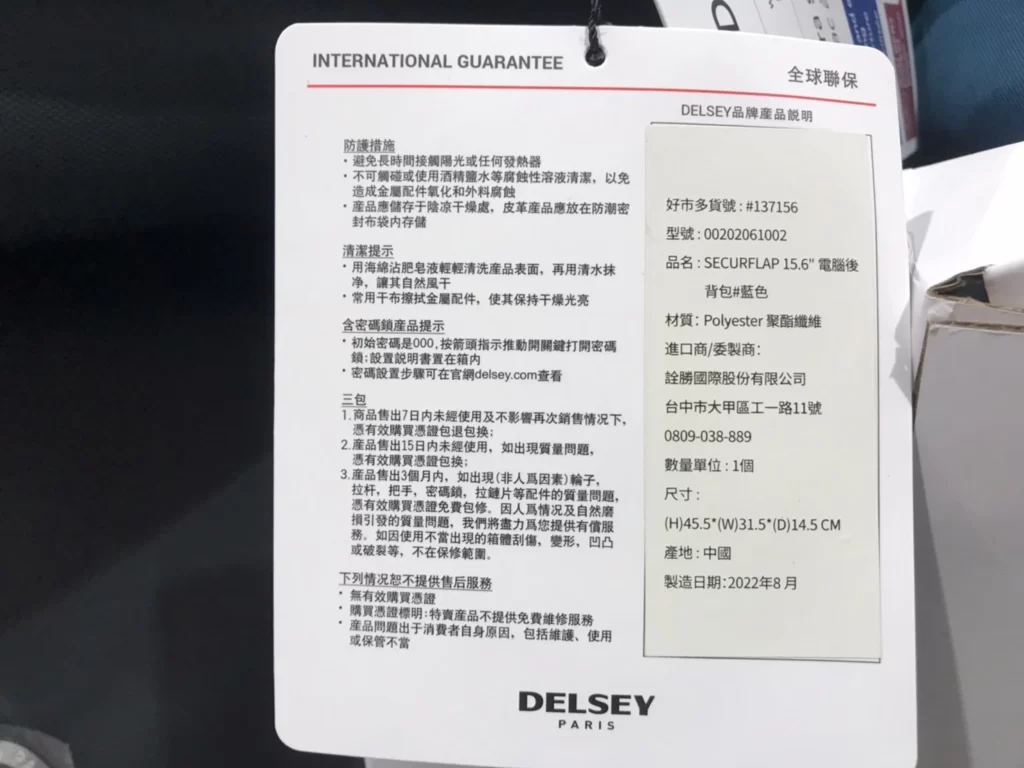 INTERNATIONAL GUARANTEE
全球聯保
防護措施
・避免長時間接觸陽光或任何發熱器
・不可觸碰或使用酒精鹽水等腐蝕性溶液清潔，以免
造成金屬配件氧化和外料腐蝕
・産品應儲存于陰凉干燥處，皮革産品應放在防潮密
封布袋内存儲
清潔提示
・用海綿沾肥皂液輕輕清洗産品表面，再用清水抹
净，讓其自然風干
・常用干布擦拭金屬配件，使其保持干燥光亮
含密碼鎖産品提示
・初始密碼是000,按箭頭指示推動開關鍵打開密碼
鎖;設置説明書置在箱内
・密碼設置步驟可在官網delsey.com查看
三包
1.商品售出7日内未經使用及不影響再次銷售情况下，
憑有效購買憑證包退包换；
2.産品售出15日内未經使用，如出現質量問題，
憑有效購買憑證包换；
3.産品售出3個月内，如出現(非人爲因素)輪子，
拉杆，把手，密碼鎖，拉鏈片等配件的質量問題，
憑有效購買憑證免費包修。因人爲情况及自然磨
損引發的質量問題，我們將盡力爲您提供有償服
務。如因使用不當出現的箱體刮傷，變形，凹凸
或破裂等，不在保修範圍。
下列情况恕不提供售后服務
・無有效購買憑證
・購買憑證標明:特賣産品不提供免費維修服務
・産品問題出于消費者自身原因，包括維護、使用
或保管不當
DELSEY品牌産品説明
好市多貨號:#137156
型號:00202061002
品名:SECURFLAP 15.6" 電腦後
背包#藍色
材質: Polyester 聚酯纖維
進口商/委製商:
詮勝國際股份有限公司
台中市大甲區工一路11號
0809-038-889
數量單位:1個
尺寸:
(H)45.5*(W)31.5*(D)14.5 CM
產地:中國
製造日期:2022年8月
DELSEY
PARIS